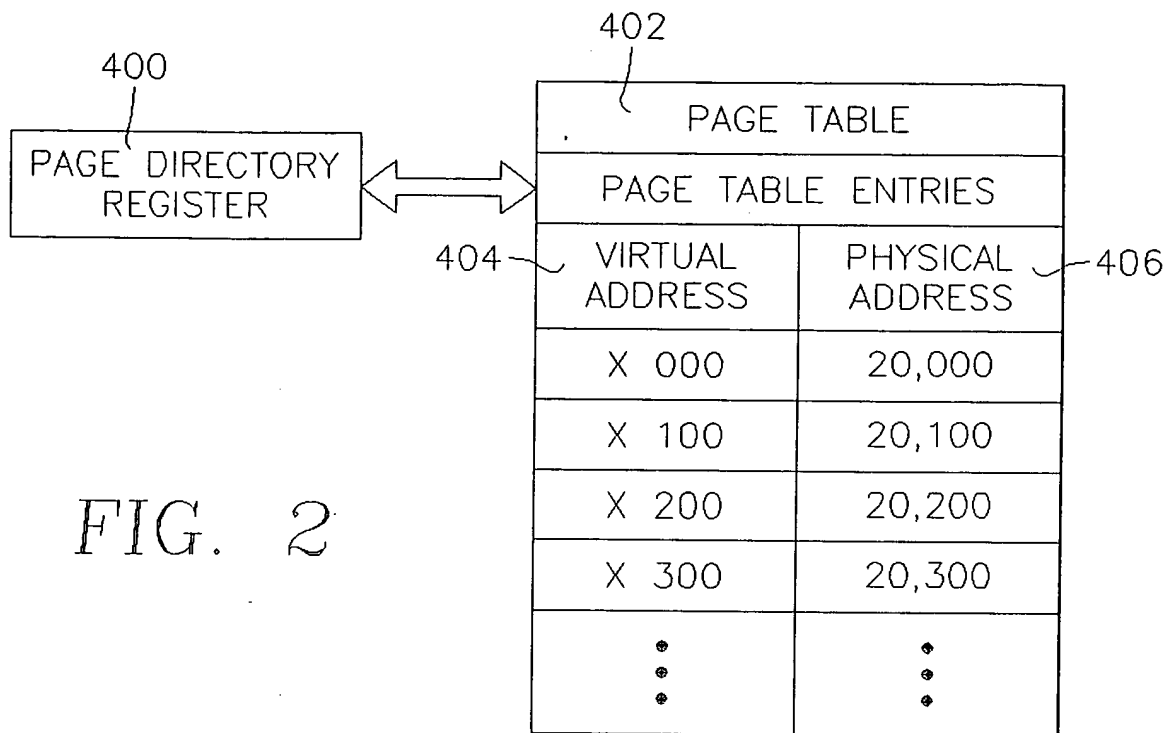 402
400
PAGE TABLE
PAGE DIRECTORY
REGISTER
PAGE TABLE ENTRIES
404
VIRTUAL
ADDRESS
PHYSICAL
ADDRESS
406
X 000
20,000
X 100
20,100
X 200
20,200
X 300
20,300
FIG. 2